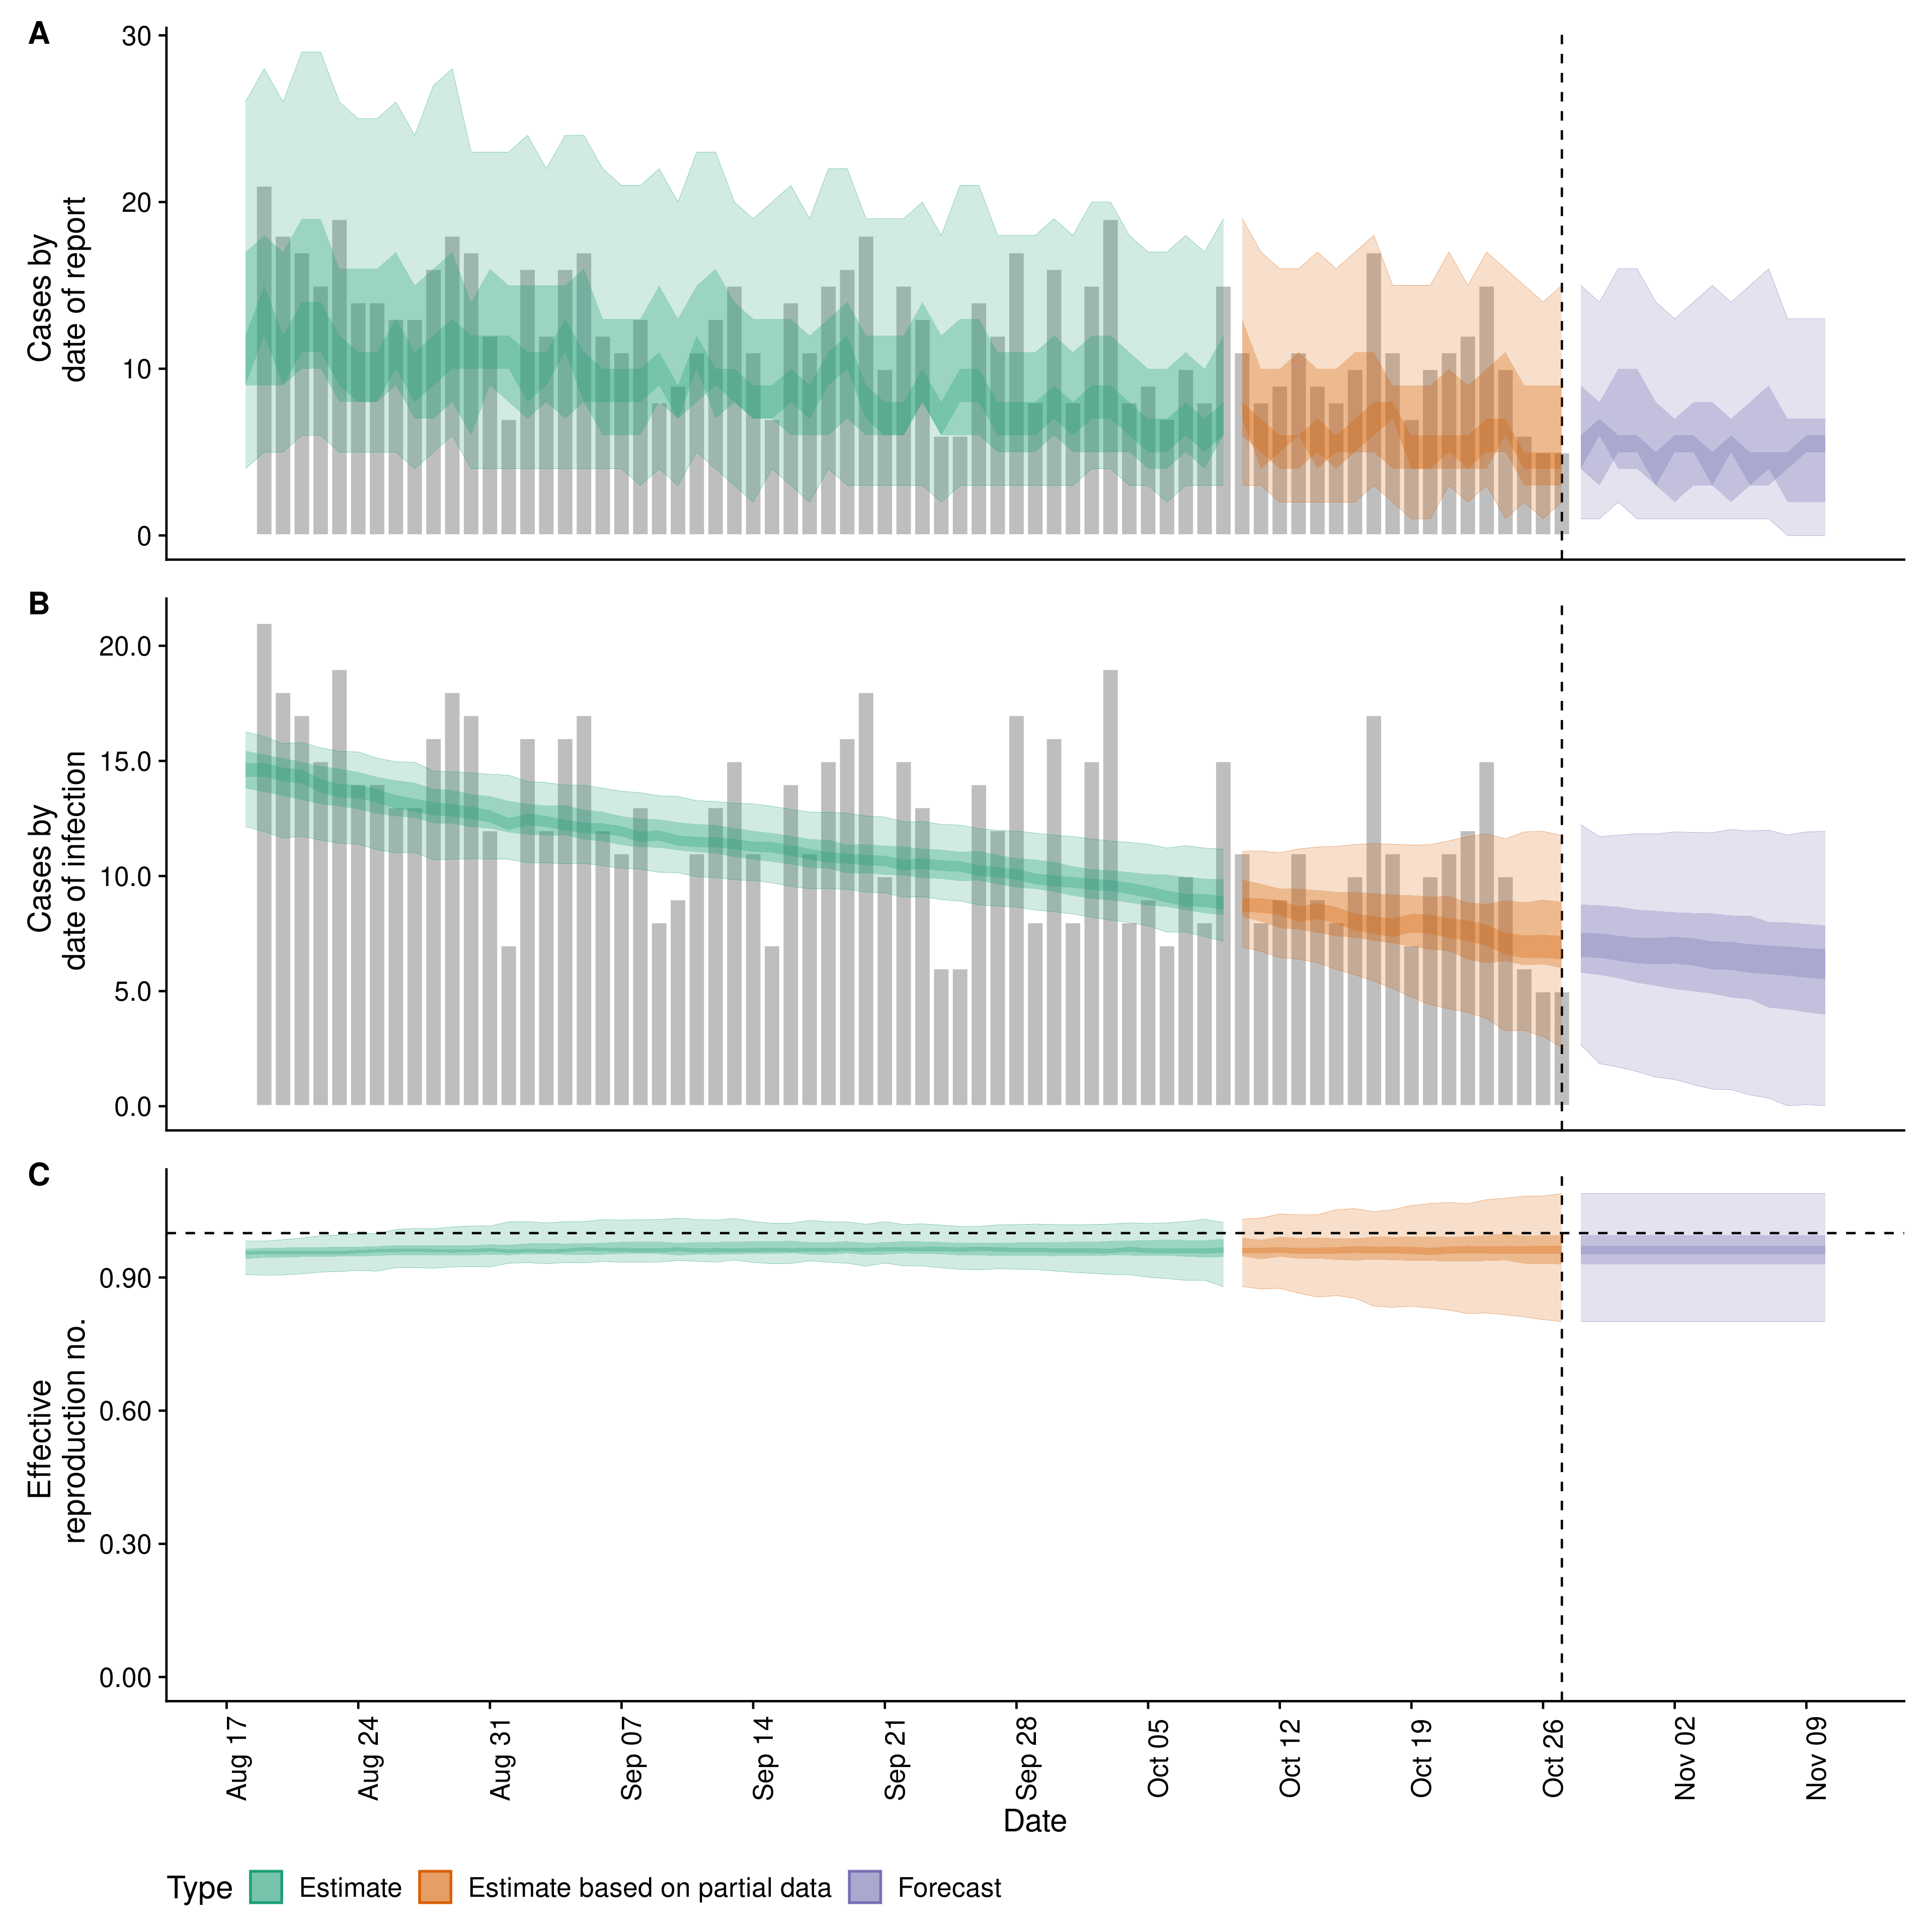 A
30
20
10
0
Cases by
date of report
B
20.0
15.0
10.0
5.0
0.0
Cases by
date of infection
C
0.90
0.60
0.30
0.00
Effective
reproduction no.
Aug 17
Aug 24
Aug 31
Sep 07
Sep 14
Sep 21
Sep 28
Oct 05
Oct 12
Oct 19
Oct 26
Nov 02
Nov 09
Date
Type Estimate Estimate based on partial data Forecast